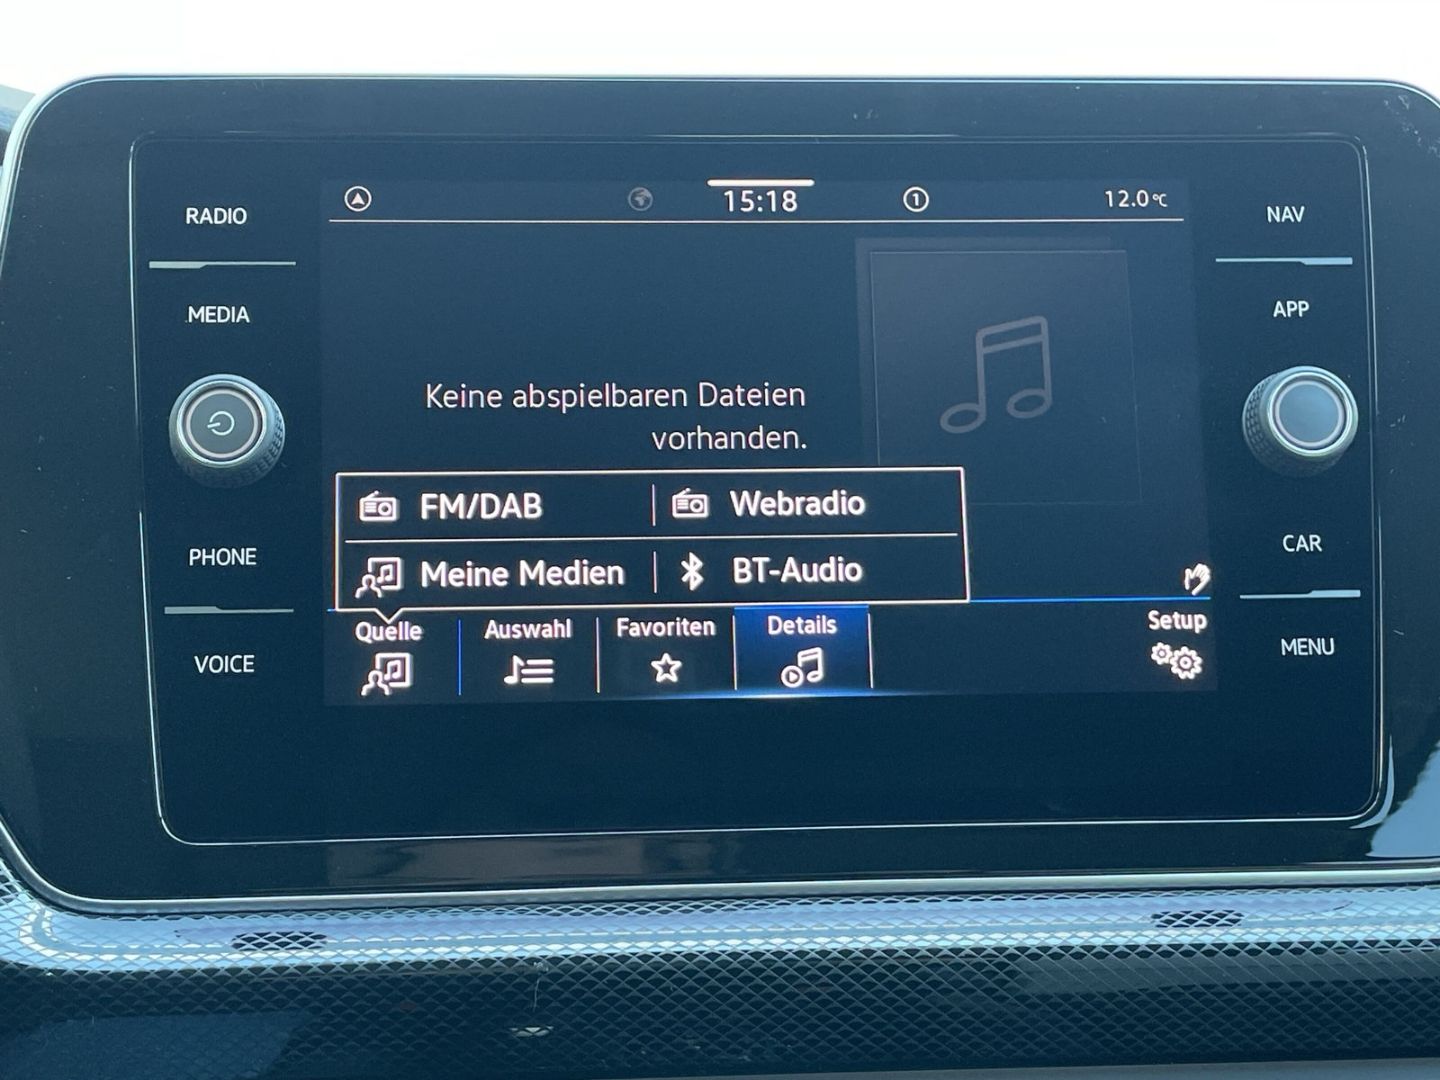 RADIO
MEDIA
PHONE
VOICE
15:18
1
12.0°C
Keine abspielbaren Dateien
vorhanden.
FM/DAB
Webradio
Meine Medien
BT-Audio
Quelle
Auswahl
Favoriten
Details
Setup
NAV
APP
CAR
MENU